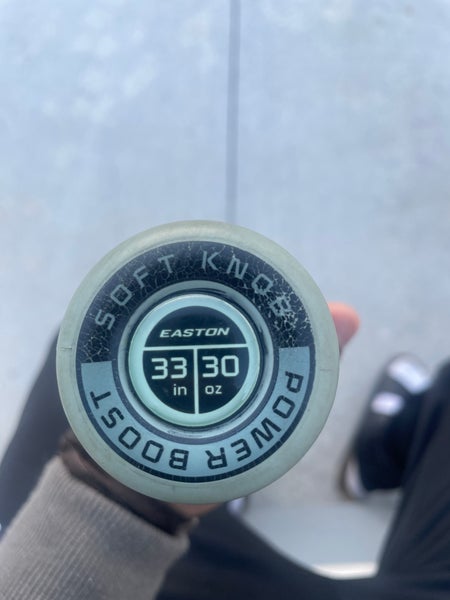 SOFT KNOB
EASTON
33 30
in oz
POWER BOOST